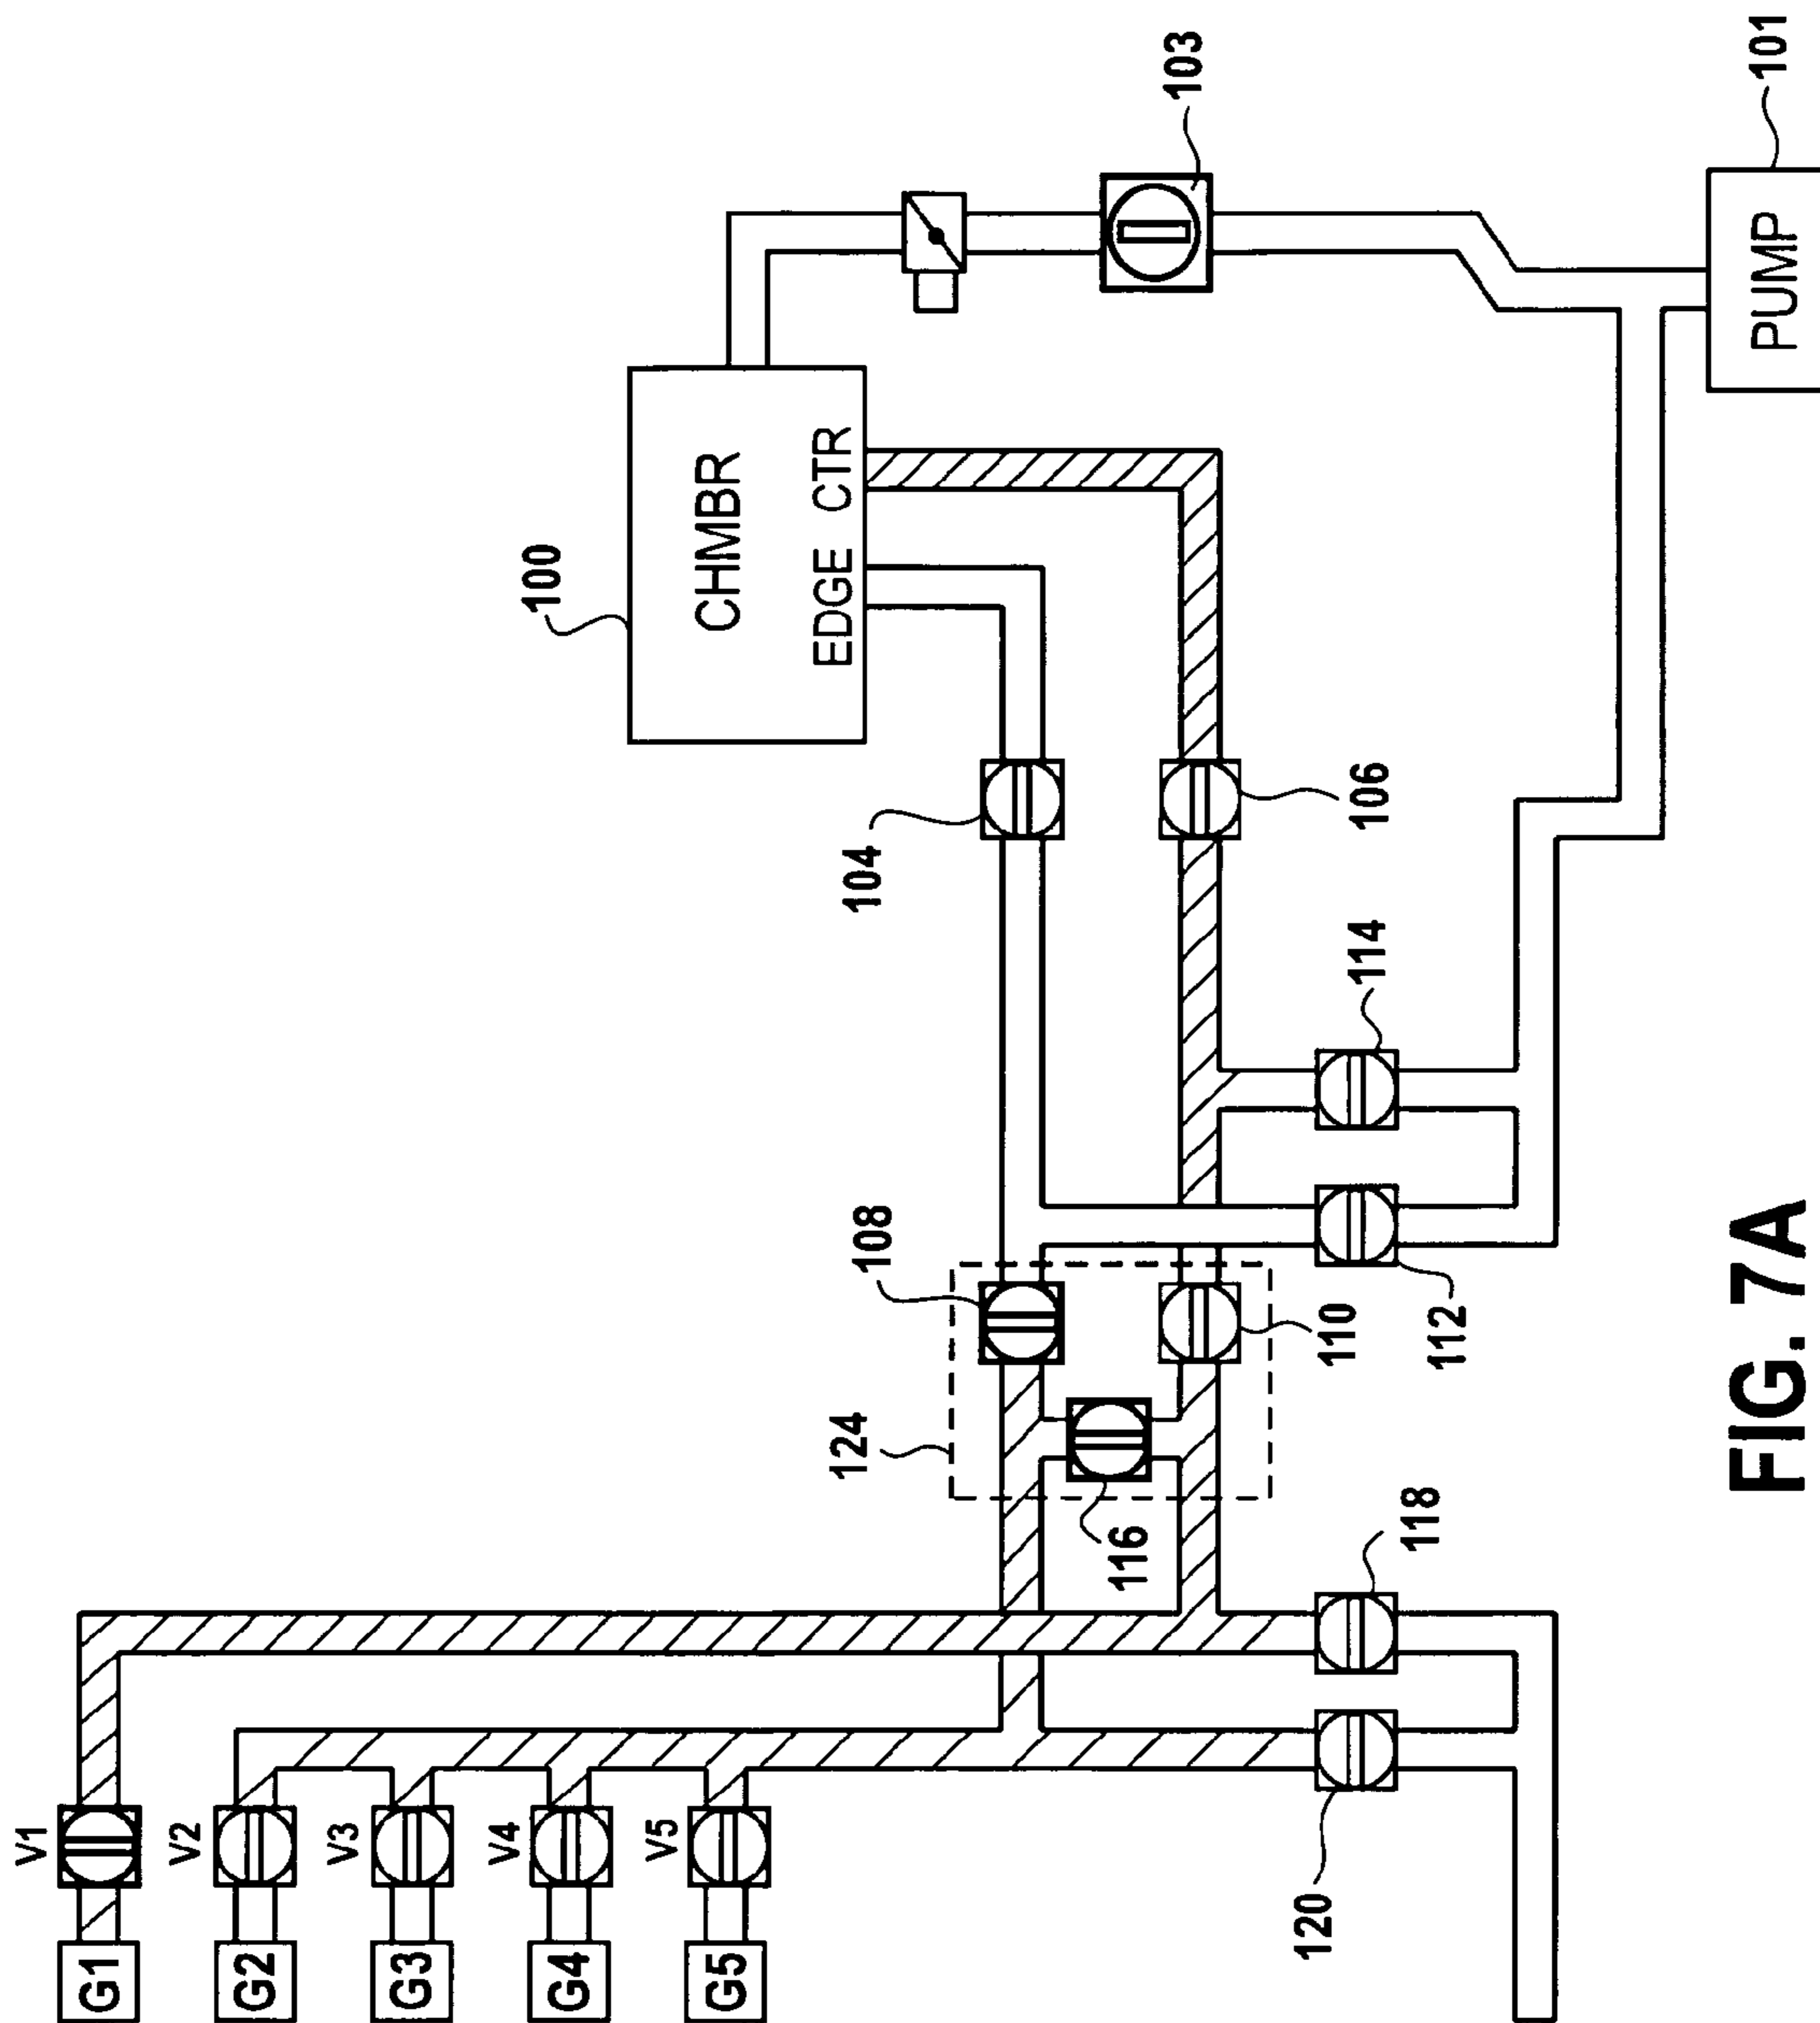 V1
V2
V3
V4
V5
G1
G2
G3
G4
G5
120
118
124
116
108
110
112
114
104
106
100
CHMBR
EDGE CTR
103
PUMP
101
FIG. 7A